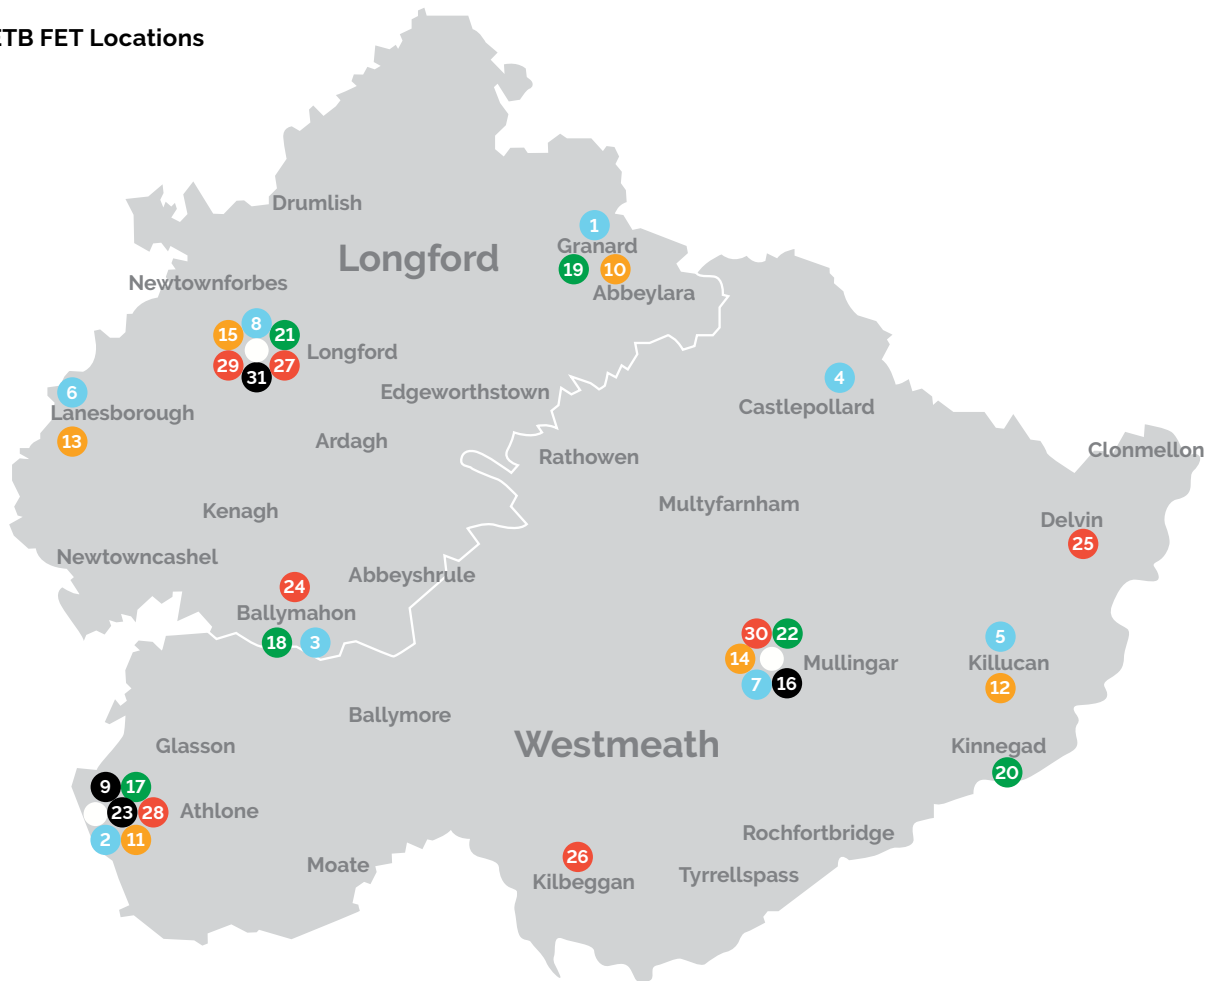 ETB FET Locations
Drumlish
1
Longford
Granard
19 10
Newtownforbes
Abbeylara
8
15 21
Longford
29 27
31
4
6
Edgeworthstown
Castlepollard
Lanesborough
13
Ardagh
Clonmellon
Rathowen
Multyfarnham
Kenagh
Delvin
25
Newtowncashel
Abbeyshrule
24
Ballymahon
18 3
30 22
5
14 Mullingar
Killucan
7 16
12
Ballymore
Westmeath
Glasson
Kinnegad
20
9 17
23 28 Athlone
2 11
Rochfortbridge
Moate
26
Kilbeggan
Tyrrellspass